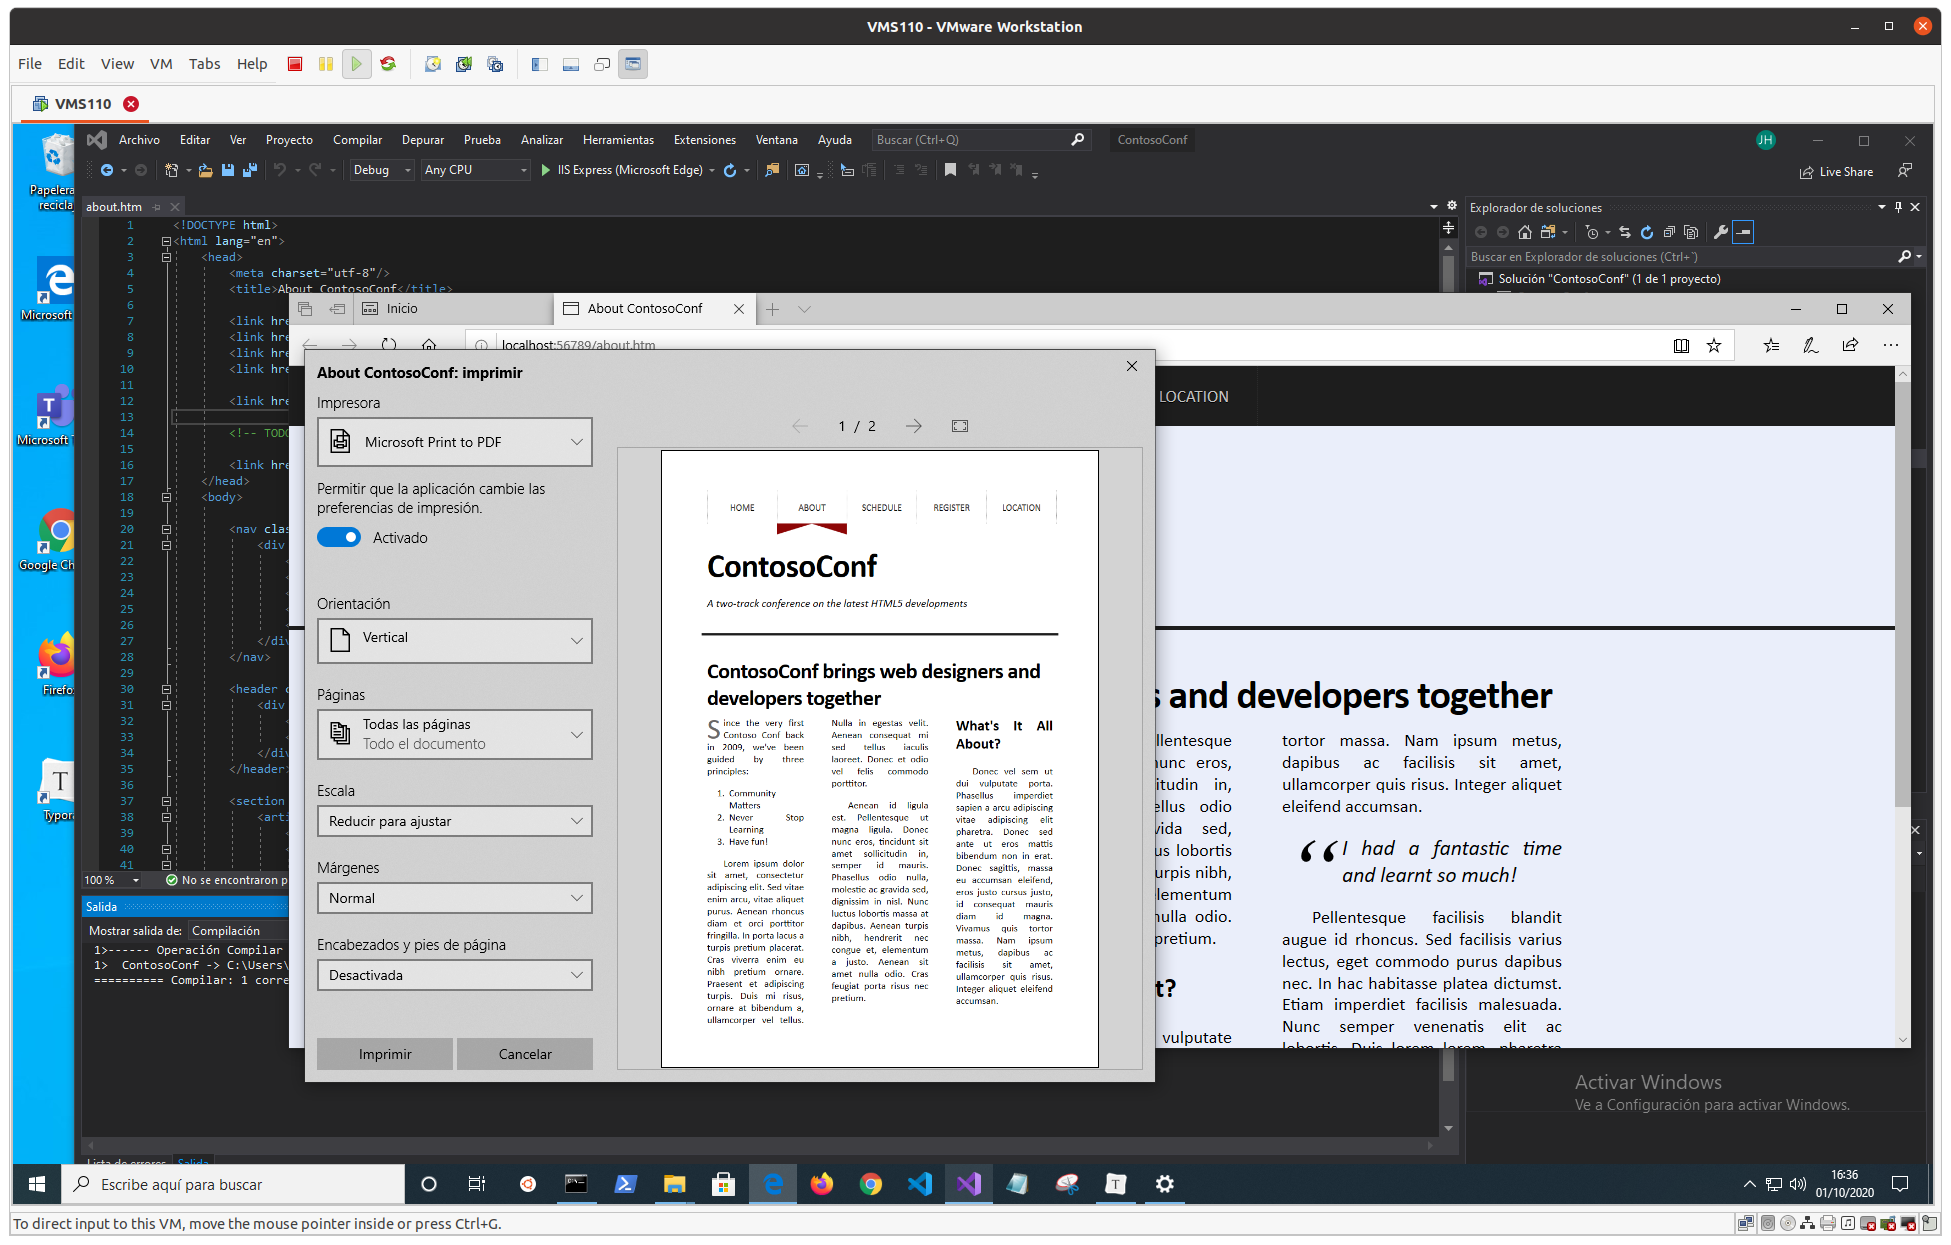 VMS110 - VMware Workstation
File Edit View VM Tabs Help
VMS110
Archivo Editar Ver Proyecto Compilar Depurar Prueba Analizar Herramientas Extensiones Ventana Ayuda Buscar (Ctrl+Q) ContosoConf JH
Debug Any CPU IIS Express (Microsoft Edge) Live Share
Papelera
recicla
Microsoft
Microsoft T
Google Ch
Firefo
Typora
about.htm
1 <!DOCTYPE html>
2 <html lang="en">
3 <head>
4 <meta charset="utf-8"/>
5 <title>About ContosoConf</title>
6
7 <link hre
8 <link hre
9 <link hre
10 <link hre
11
12 <link hre
13
14 <!-- TODO
15
16 <link hre
17 </head>
18 <body>
19
20 <nav clas
21 <div
22
23
24
25
26
27 </div
28 </nav>
29
30 <header c
31 <div
32
33
34 </div
35 </header>
36
37 <section
38 <arti
39
40
41
100 % No se encontraron p
Salida
Mostrar salida de: Compilación
1>------ Operación Compilar
1> ContosoConf -> C:\Users\
========== Compilar: 1 corre
Lista de errores Salida
Explorador de soluciones
Buscar en Explorador de soluciones (Ctrl+`)
Solución "ContosoConf" (1 de 1 proyecto)
Inicio About ContosoConf
localhost:56789/about.htm
LOCATION
s and developers together
llentesque
nunc eros,
itudin in,
ellus odio
vida sed,
us lobortis
urpis nibh,
elementum
nulla odio.
pretium.
t?
vulputate
tortor massa. Nam ipsum metus,
dapibus ac facilisis sit amet,
ullamcorper quis risus. Integer aliquet
eleifend accumsan.
“ I had a fantastic time
and learnt so much!
Pellentesque facilisis blandit
augue id rhoncus. Sed facilisis varius
lectus, eget commodo purus dapibus
nec. In hac habitasse platea dictumst.
Etiam imperdiet facilisis malesuada.
Nunc semper venenatis elit ac
lobortis. Duis lorem lorem, pharetra
About ContosoConf: imprimir
Impresora
Microsoft Print to PDF
Permitir que la aplicación cambie las
preferencias de impresión.
Activado
Orientación
Vertical
Páginas
Todas las páginas
Todo el documento
Escala
Reducir para ajustar
Márgenes
Normal
Encabezados y pies de página
Desactivada
Imprimir Cancelar
1 / 2
HOME ABOUT SCHEDULE REGISTER LOCATION
ContosoConf
A two-track conference on the latest HTML5 developments
ContosoConf brings web designers and
developers together
Since the very first
Contoso Conf back
in 2009, we've been
guided by three
principles:
1. Community
Matters
2. Never Stop
Learning
3. Have fun!
Lorem ipsum dolor
sit amet, consectetur
adipiscing elit. Sed vitae
enim arcu, vitae aliquet
purus. Aenean rhoncus
diam et orci porttitor
fringilla. In porta lacus a
turpis pretium placerat.
Cras viverra enim eu
nibh pretium ornare.
Praesent et adipiscing
turpis. Duis mi risus,
ornare at bibendum a,
ullamcorper vel tellus.
Nulla in egestas velit.
Aenean consequat mi
sed tellus iaculis
laoreet. Donec et odio
vel felis commodo
porttitor.
Aenean id ligula
est. Pellentesque ut
magna ligula. Donec
nunc eros, tincidunt sit
amet sollicitudin in,
semper id mauris.
Phasellus odio nulla,
molestie ac gravida sed,
dignissim in nisl. Nunc
luctus lobortis massa at
dapibus. Aenean turpis
nibh, hendrerit nec
congue et, elementum
a justo. Aenean sit
amet nulla odio. Cras
feugiat porta risus nec
pretium.
What's It All
About?
Donec vel sem ut
dui vulputate porta.
Phasellus imperdiet
sapien a arcu adipiscing
vitae adipiscing elit
pharetra. Donec sed
ante ut eros mattis
bibendum non in erat.
Donec sagittis, massa
eu accumsan eleifend,
eros justo cursus justo,
id consequat mauris
diam id magna.
Vivamus quis tortor
massa. Nam ipsum
metus, dapibus ac
facilisis sit amet,
ullamcorper quis risus.
Integer aliquet eleifend
accumsan.
Activar Windows
Ve a Configuración para activar Windows.
Escribe aquí para buscar
16:36
01/10/2020
To direct input to this VM, move the mouse pointer inside or press Ctrl+G.